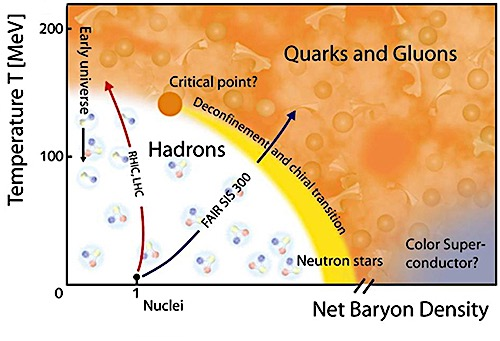 Temperature T [MeV]
200
100
0
Early universe
Quarks and Gluons
Critical point?
Deconfinement and chiral transition
Hadrons
RHIC, LHC
FAIR SIS 300
Neutron stars
Color Super-
conductor?
1
Nuclei
Net Baryon Density